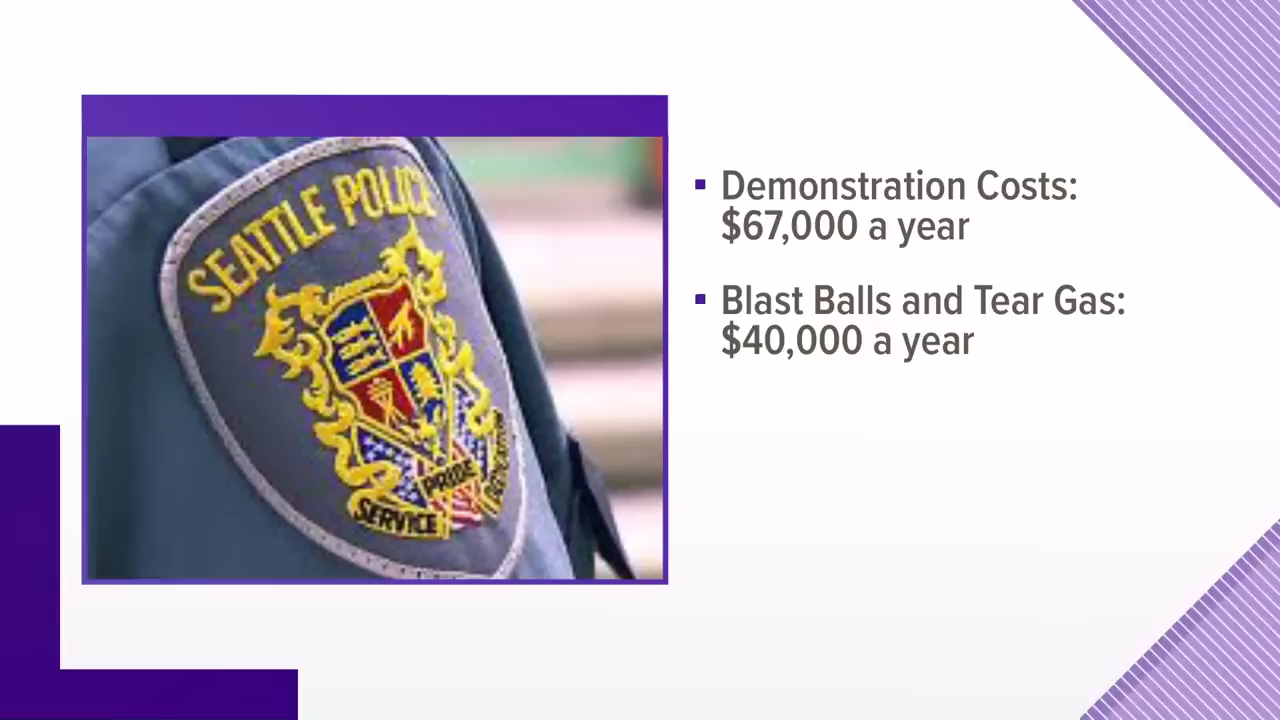 SEATTLE POLICE
PRIDE
SERVICE
Demonstration Costs:
$67,000 a year
Blast Balls and Tear Gas:
$40,000 a year